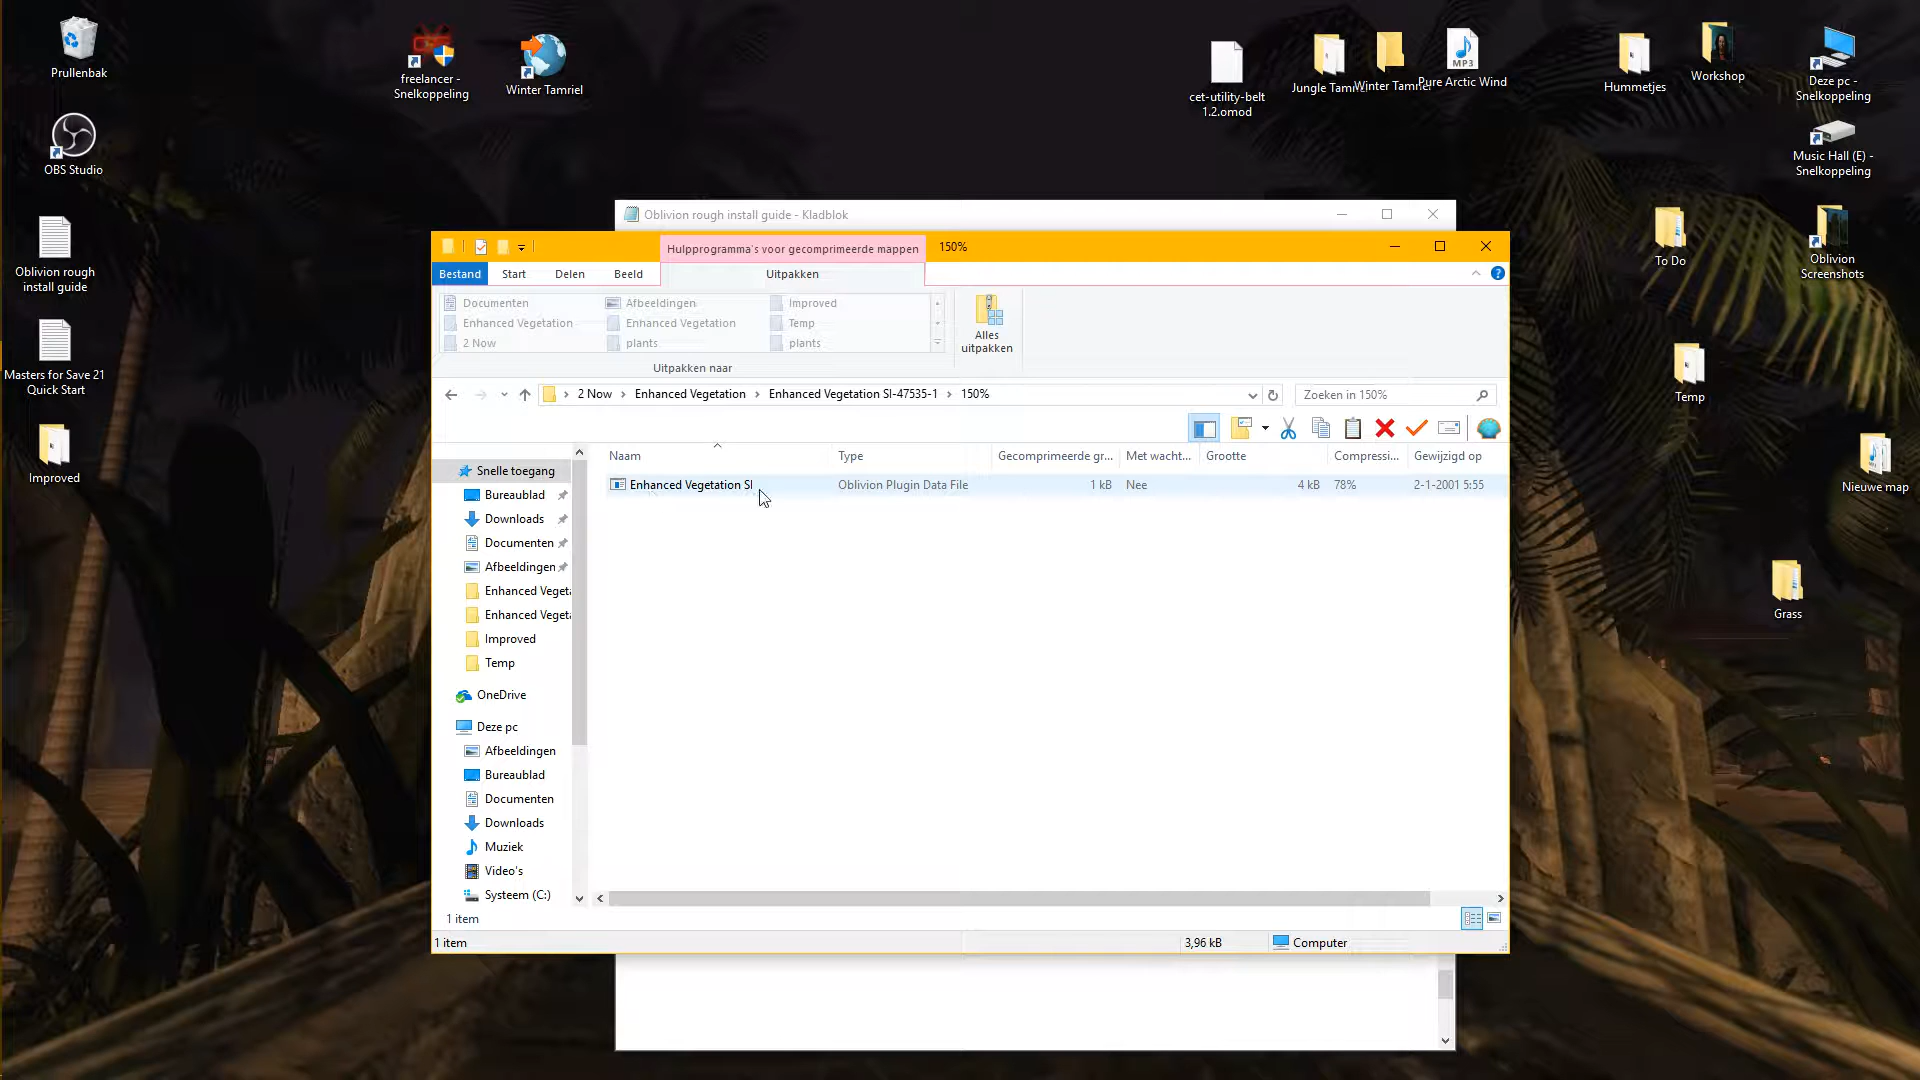 Prullenbak
OBS Studio
Oblivion rough
install guide
Masters for Save 21
Quick Start
Improved
freelancer -
Snelkoppeling
Winter Tamriel
cet-utility-belt
1.2.omod
Jungle Tamri...
Winter Tamriel
MP3
Pure Arctic Wind
Hummetjes
Workshop
Deze pc -
Snelkoppeling
Music Hall (E) -
Snelkoppeling
To Do
Oblivion
Screenshots
Temp
Nieuwe map
Grass
Oblivion rough install guide - Kladblok
Hulpprogramma's voor gecomprimeerde mappen
150%
Bestand
Start
Delen
Beeld
Uitpakken
Documenten
Afbeeldingen
Improved
Enhanced Vegetation
Enhanced Vegetation
Temp
2 Now
plants
plants
Alles
uitpakken
Uitpakken naar
2 Now > Enhanced Vegetation > Enhanced Vegetation SI-47535-1 > 150%
Zoeken in 150%
Naam
Type
Gecomprimeerde gr...
Met wacht...
Grootte
Compressi...
Gewijzigd op
Enhanced Vegetation SI
Oblivion Plugin Data File
1 kB
Nee
4 kB
78%
2-1-2001 5:55
Snelle toegang
Bureaublad
Downloads
Documenten
Afbeeldingen
Enhanced Veget
Enhanced Veget
Improved
Temp
OneDrive
Deze pc
Afbeeldingen
Bureaublad
Documenten
Downloads
Muziek
Video's
Systeem (C:)
1 item
1 item
3,96 kB
Computer